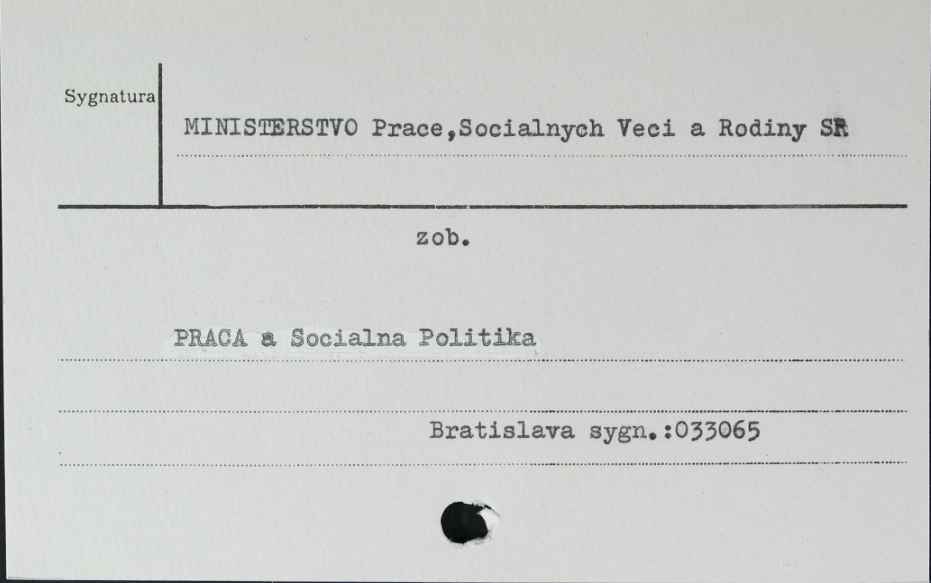 Sygnatura
MINISTERSTVO Prace,Socialnych Veci a Rodiny SR
zob.
PRACA a Socialna Politika
Bratislava sygn.:033065